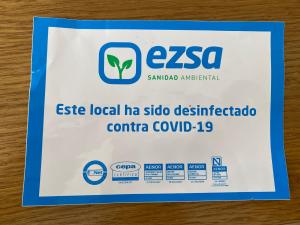 ezsa
SANIDAD AMBIENTAL
Este local ha sido desinfectado
contra COVID-19
cepa
AENOR AENOR AENOR